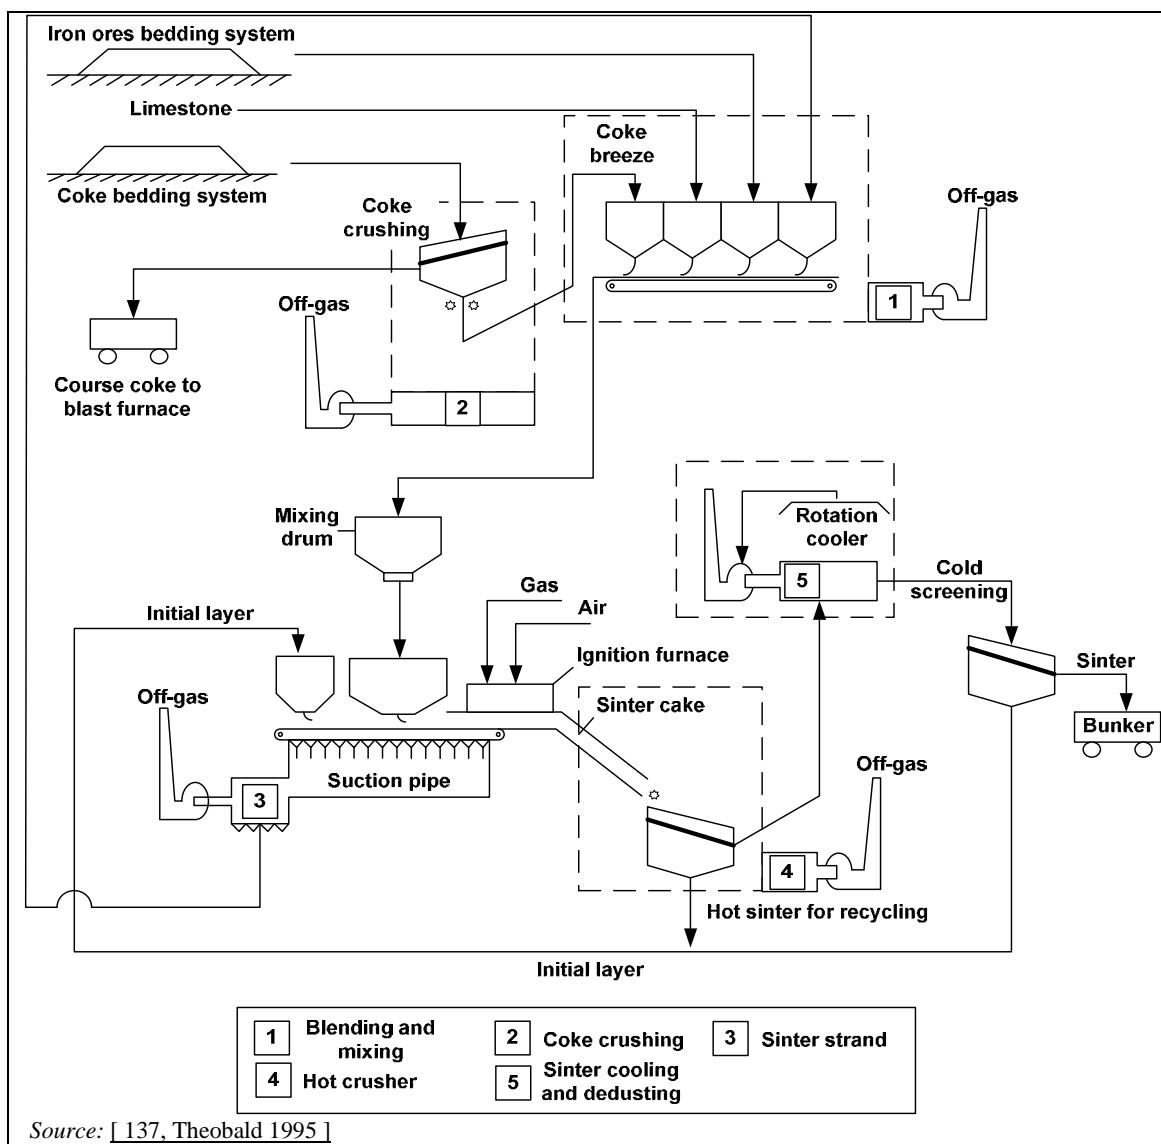 Iron ores bedding system
Limestone
Coke bedding system
Coke
breeze
Coke
crushing
Off-gas
Off-gas
1
Course coke to
blast furnace
2
Mixing
drum
Rotation
cooler
5
Cold
screening
Gas
Air
Initial layer
Ignition furnace
Sinter cake
Sinter
Bunker
Off-gas
Suction pipe
3
Off-gas
4
Hot sinter for recycling
Initial layer
1 Blending and
mixing
2 Coke crushing
3 Sinter strand
4 Hot crusher
5 Sinter cooling
and dedusting
Source: [ 137, Theobald 1995 ]